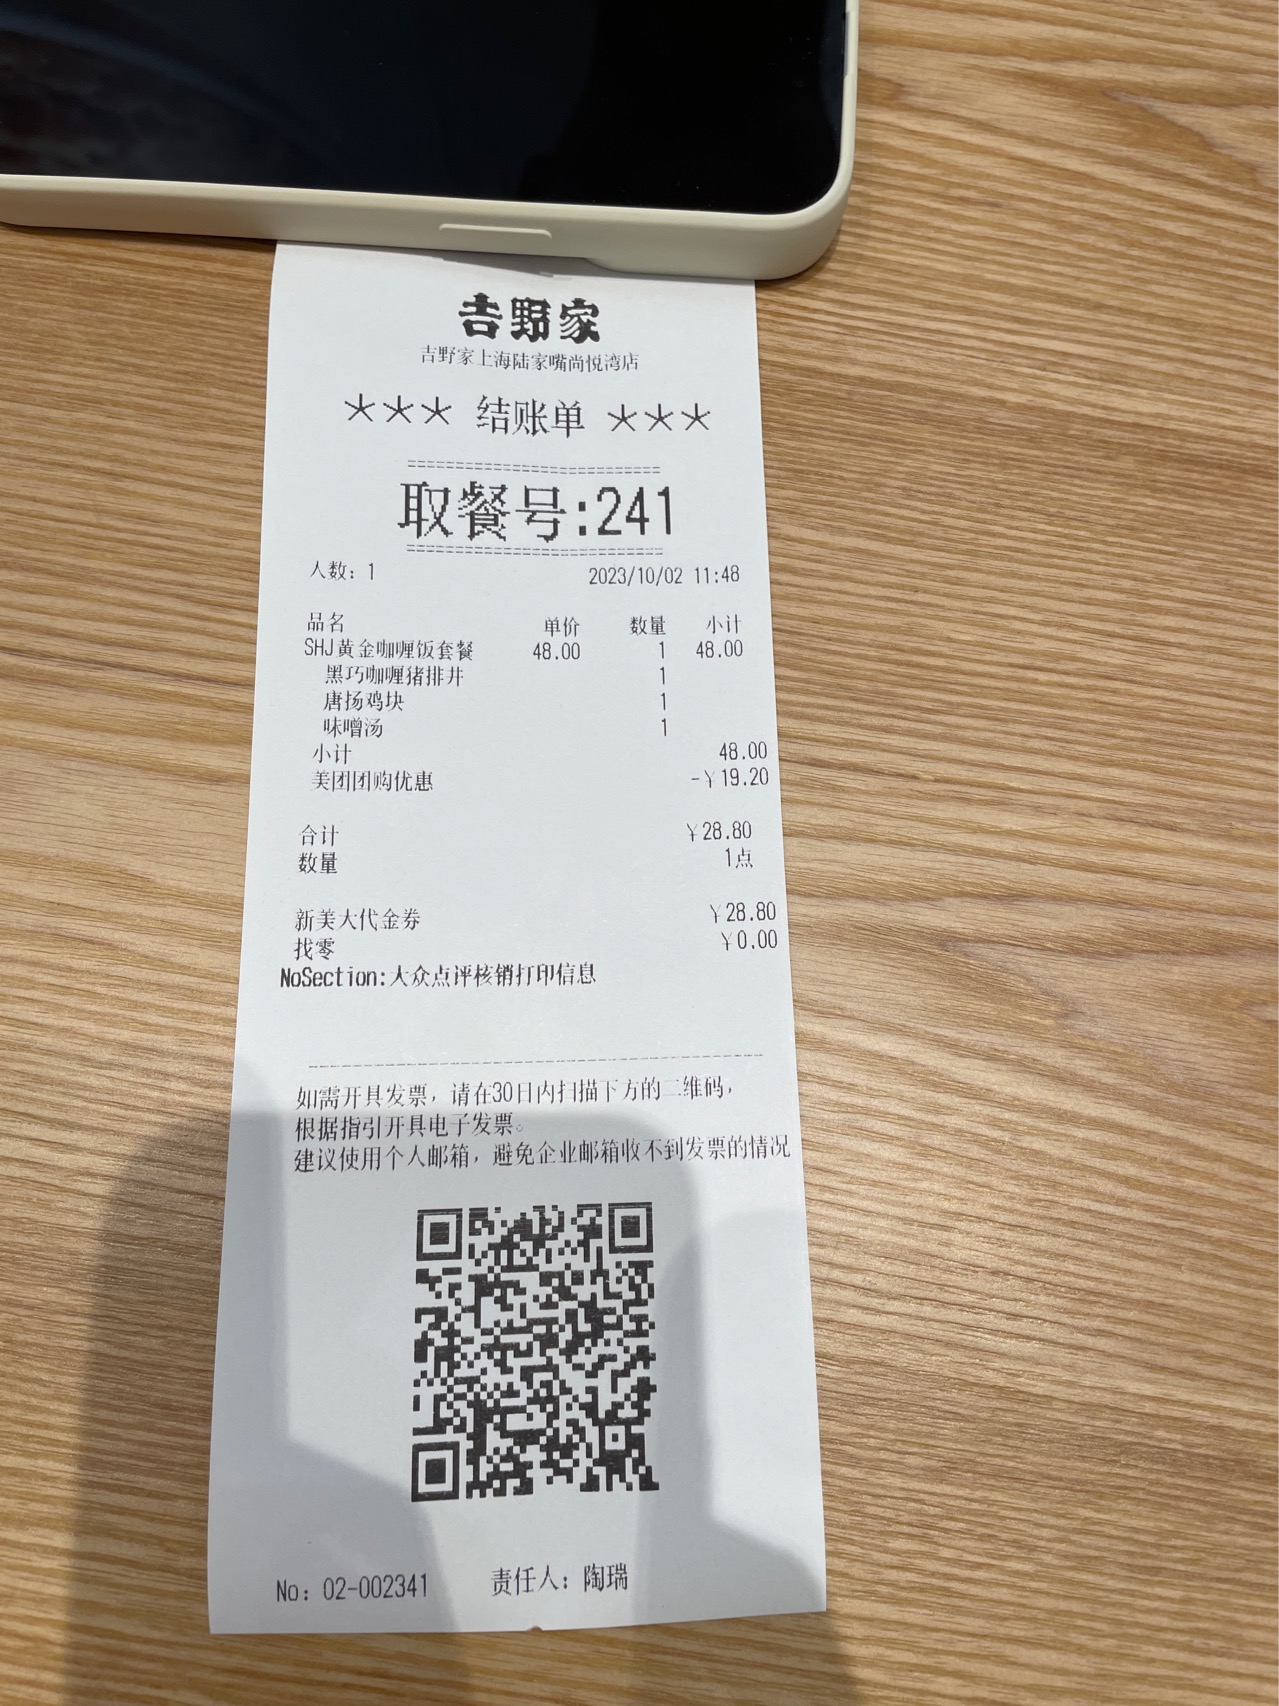 吉野家
吉野家上海陆家嘴尚悦湾店
*** 结账单 ***
==========================
取餐号:241
==========================
人数：1 2023/10/02 11:48
品名 单价 数量 小计
SHJ黄金咖喱饭套餐 48.00 1 48.00
黑巧咖喱猪排井 1
唐扬鸡块 1
味噌汤 1
小计 48.00
美团团购优惠 -￥19.20
合计 ￥28.80
数量 1点
新美大代金券 ￥28.80
找零 ￥0.00
NoSection:大众点评核销打印信息
如需开具发票，请在30日内扫描下方的二维码，
根据指引开具电子发票。
建议使用个人邮箱，避免企业邮箱收不到发票的情况
No：02-002341 责任人：陶瑞